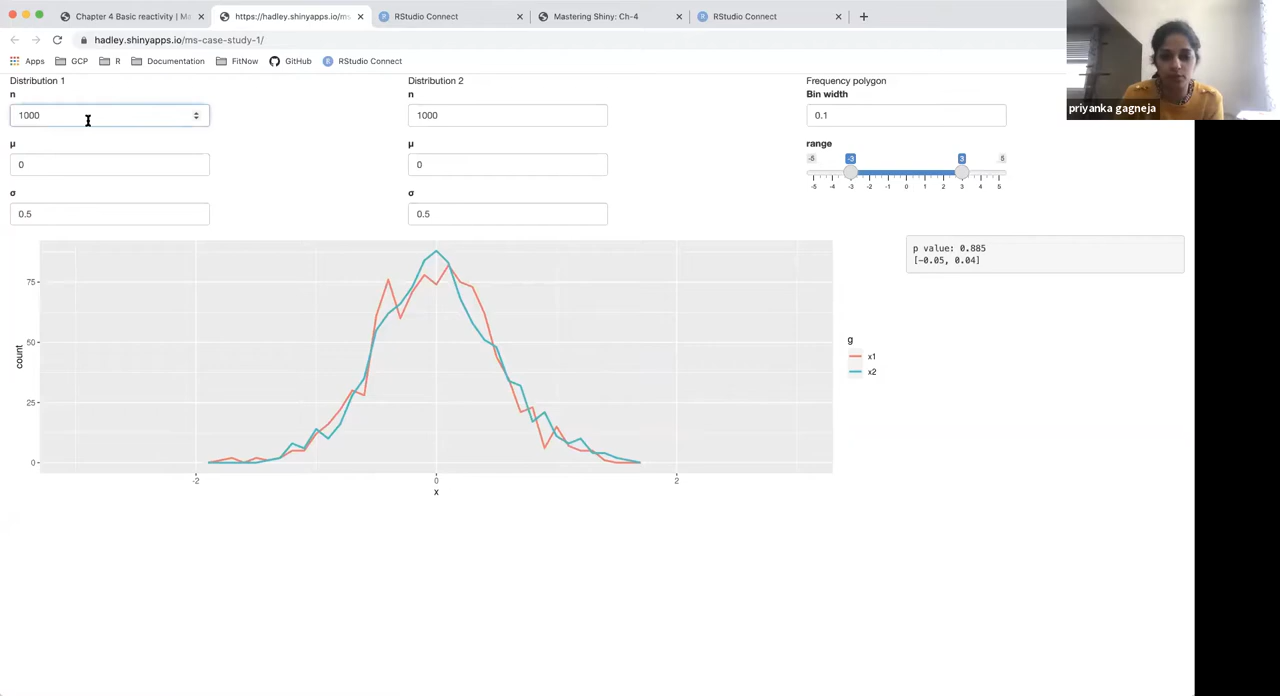 Chapter 4 Basic reactivity | Ma
https://hadley.shinyapps.io/ms
RStudio Connect
Mastering Shiny: Ch-4
RStudio Connect
hadley.shinyapps.io/ms-case-study-1/
Apps GCP R Documentation FitNow GitHub RStudio Connect
priyanka gagneja
Distribution 1
n
1000
μ
0
σ
0.5
Distribution 2
n
1000
μ
0
σ
0.5
Frequency polygon
Bin width
0.1
range
-5 -3 3 5
-5 -4 -3 -2 -1 0 1 2 3 4 5
p value: 0.885
[-0.05, 0.04]
count
75
50
25
0
-2 0 2
x
g
x1
x2